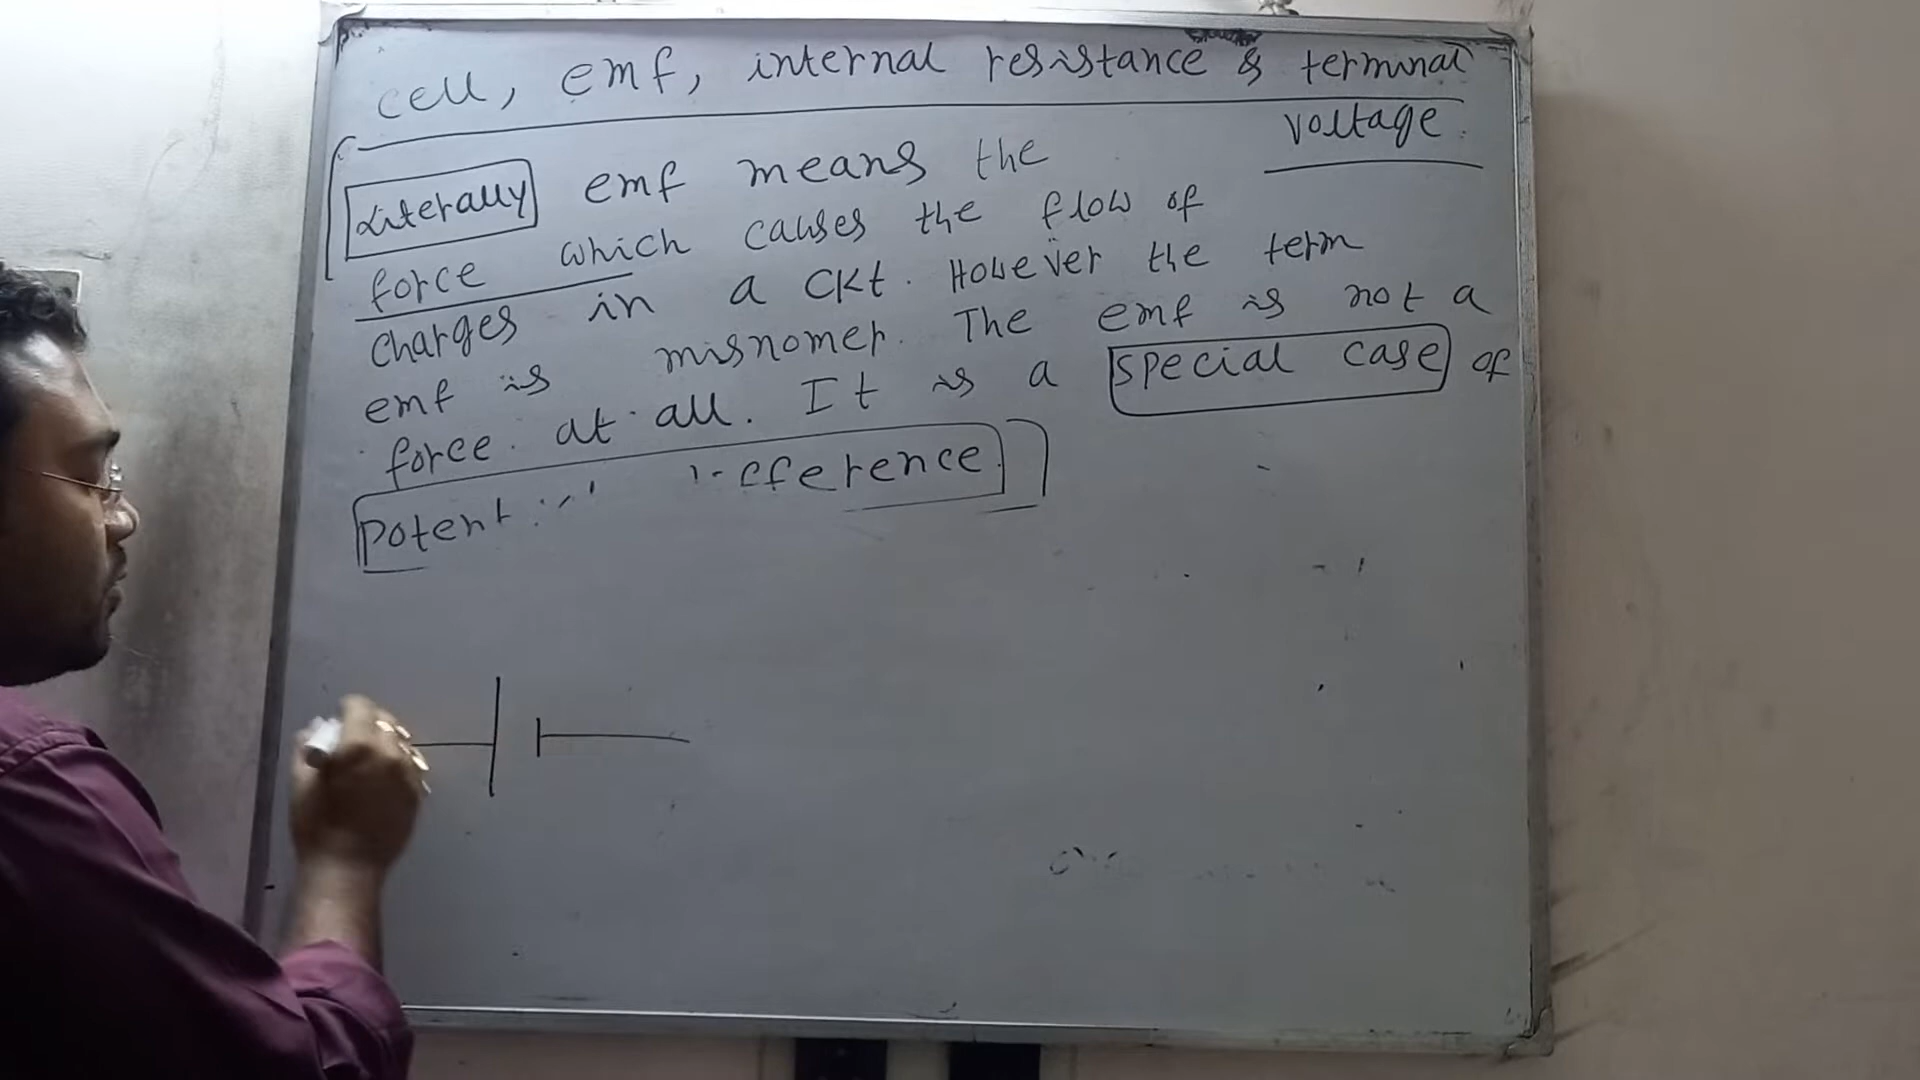 cell, emf, internal resistance & terminal
voltage.
Literally emf means the
force which causes the flow of
charges in a ckt. However the term
emf is misnomer. The emf is not a
force at all. It is a special case of